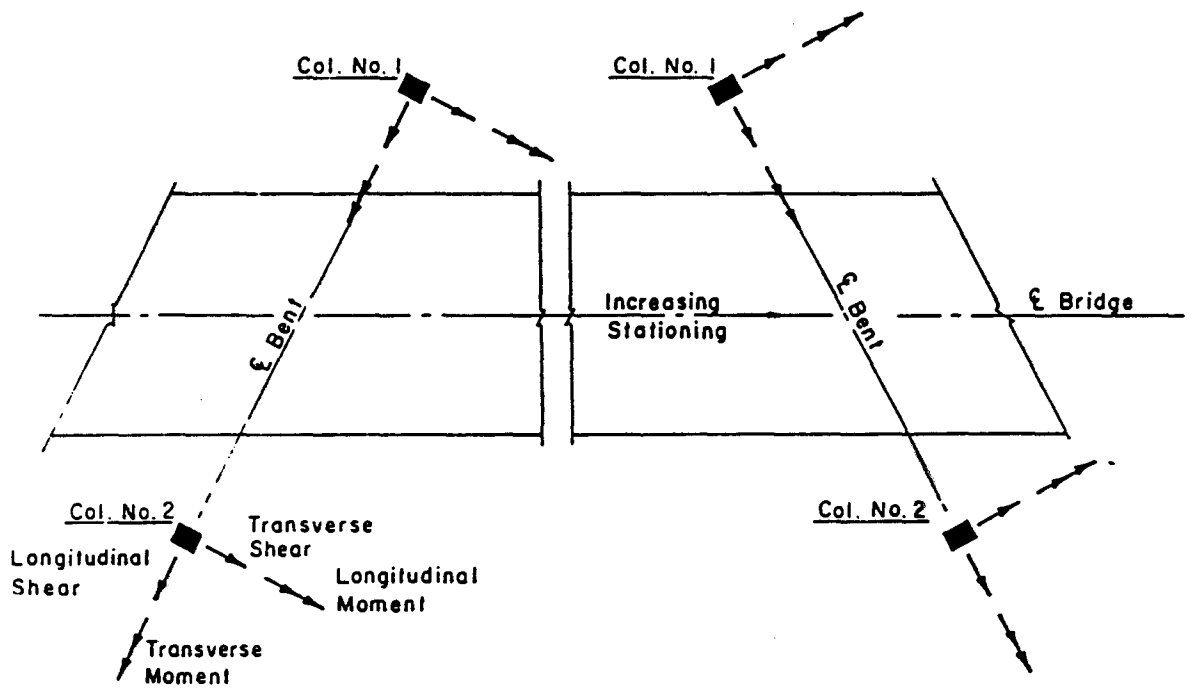 Col. No. 1
Col. No. 1
Increasing
Stationing
℄ Bridge
℄ Bent
℄ Bent
Col. No. 2
Col. No. 2
Transverse
Shear
Longitudinal
Shear
Longitudinal
Moment
Transverse
Moment